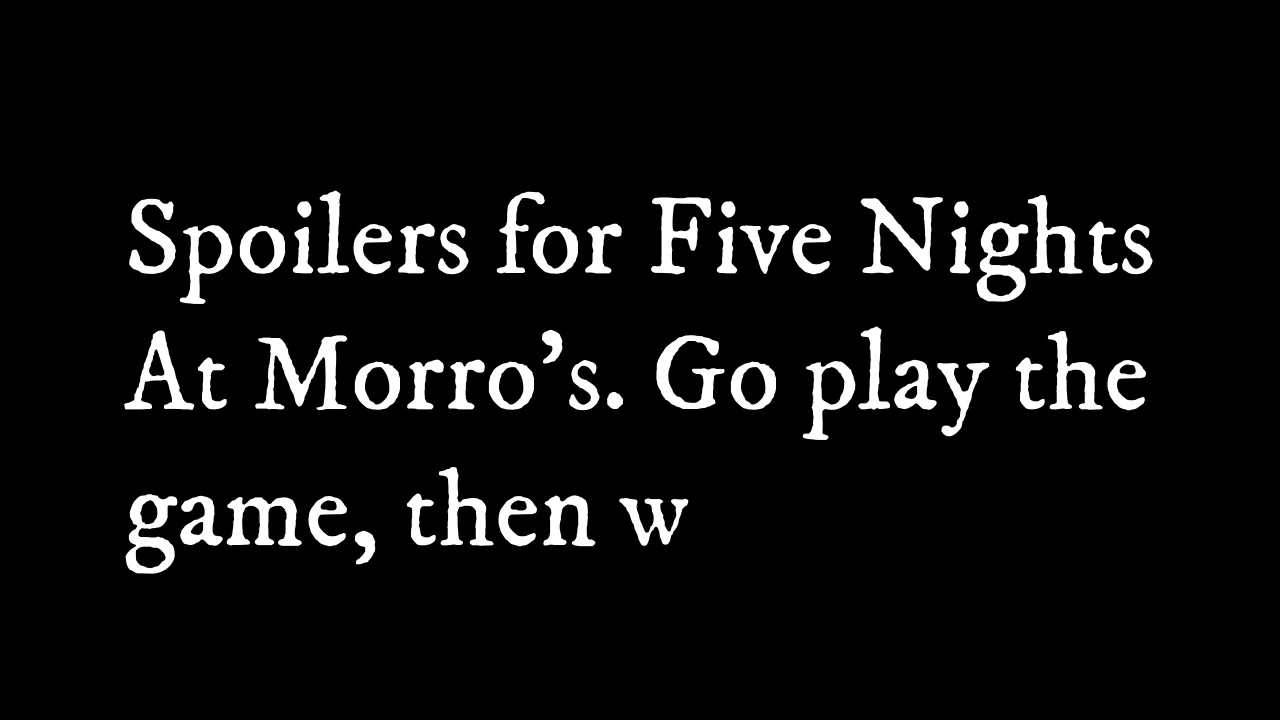 Spoilers for Five Nights
At Morro’s. Go play the
game, then w